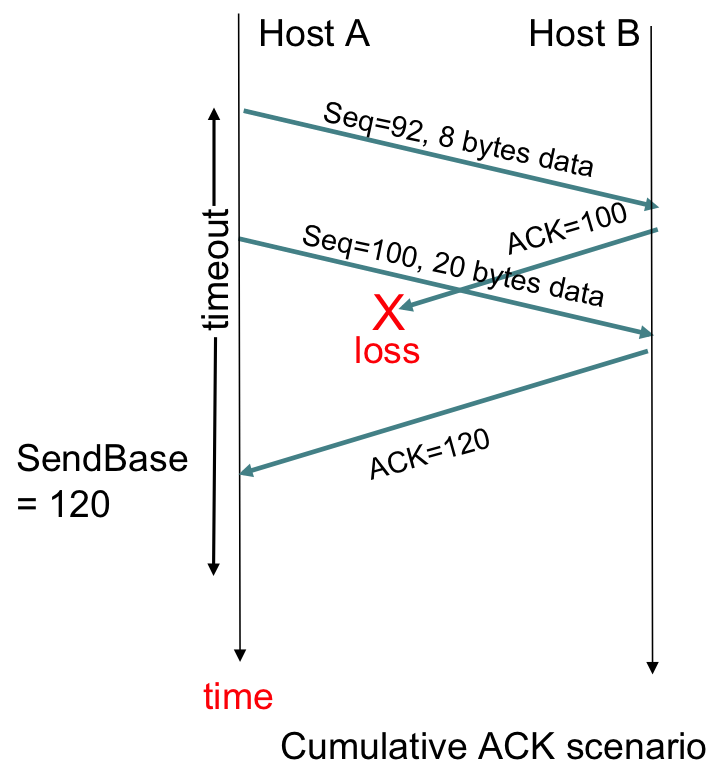 Host A
Host B
Seq=92, 8 bytes data
ACK=100
Seq=100, 20 bytes data
timeout
X
loss
ACK=120
SendBase
= 120
time
Cumulative ACK scenario